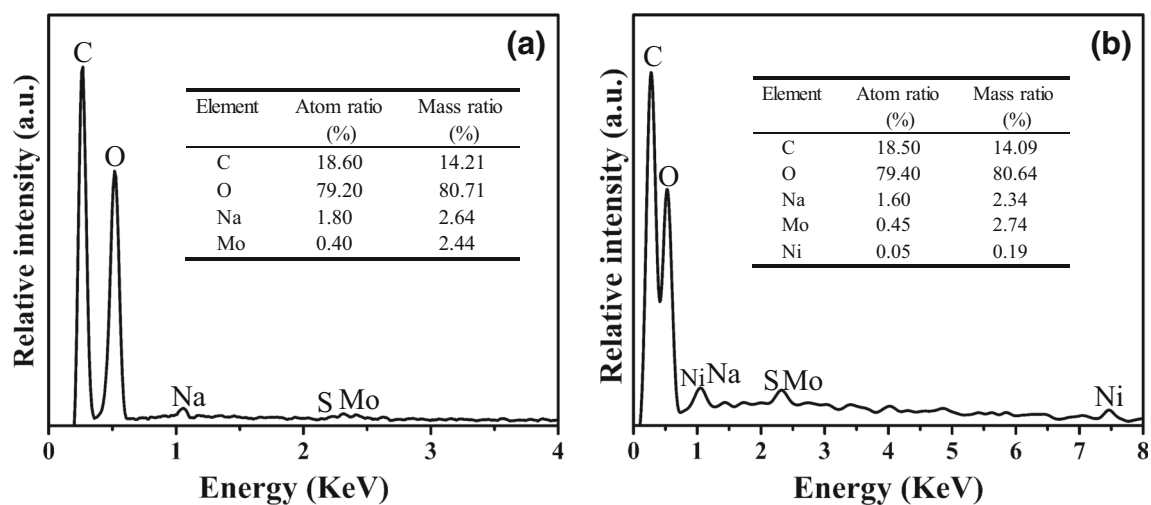 (a)
C
O
Na
S Mo
Element Atom ratio (%) Mass ratio (%)
C 18.60 14.21
O 79.20 80.71
Na 1.80 2.64
Mo 0.40 2.44
Relative intensity (a.u.)
0 1 2 3 4
Energy (KeV)
(b)
C
O
Ni Na
S Mo
Ni
Element Atom ratio (%) Mass ratio (%)
C 18.50 14.09
O 79.40 80.64
Na 1.60 2.34
Mo 0.45 2.74
Ni 0.05 0.19
Relative intensity (a.u.)
0 1 2 3 4 5 6 7 8
Energy (KeV)